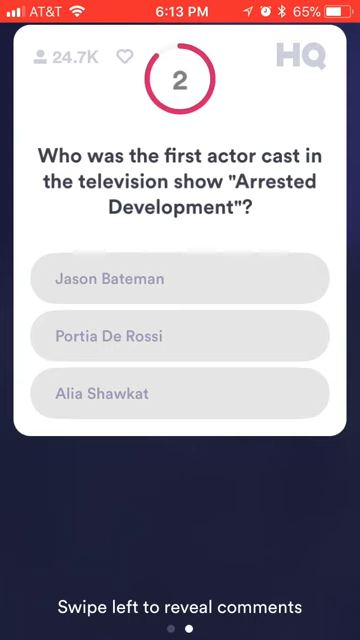 AT&T 6:13 PM 65%
24.7K
2
HQ
Who was the first actor cast in
the television show "Arrested
Development"?
Jason Bateman
Portia De Rossi
Alia Shawkat
Swipe left to reveal comments